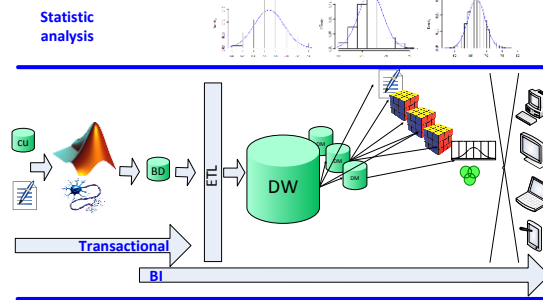 Statistic
analysis
cu
BD
ETL
DW
DM
DM
DM
Transactional
BI